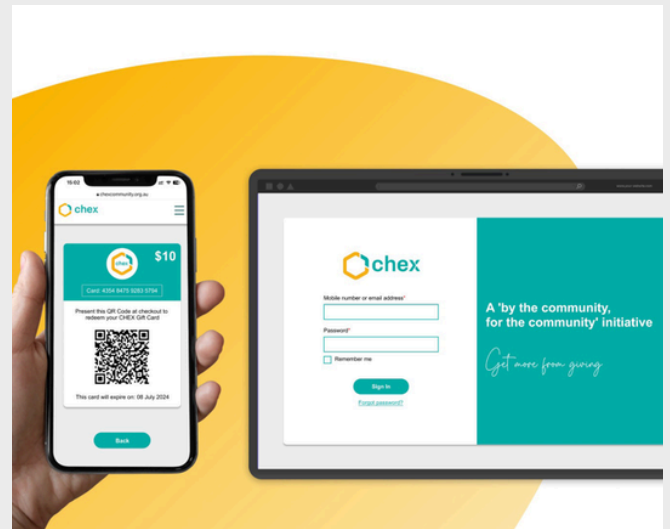 15:02
chexcommunity.org.au
chex
chex
$10
Card: 4354 8475 9283 5794
Present this QR Code at checkout to
redeem your CHEX Gift Card
This card will expire on: 08 July 2024
Back
chex
Mobile number or email address*
Password*
Remember me
Sign In
Forgot password?
A 'by the community,
for the community' initiative
Get more from giving